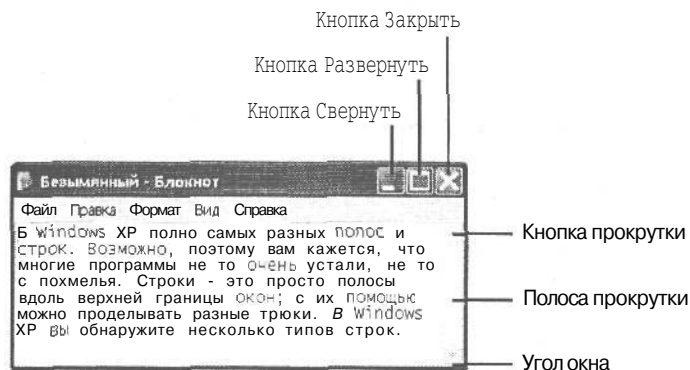 Кнопка Закрыть
Кнопка Развернуть
Кнопка Свернуть
Безымянный - Блокнот
Файл Правка Формат Вид Справка
Б Windows XP полно самых разных полос и
строк. Возможно, поэтому вам кажется, что
многие программы не то очень устали, не то
с похмелья. Строки - это просто полосы
вдоль верхней границы окон; с их помощью
можно проделывать разные трюки. В Windows
XP вы обнаружите несколько типов строк.
Кнопка прокрутки
Полоса прокрутки
Угол окна